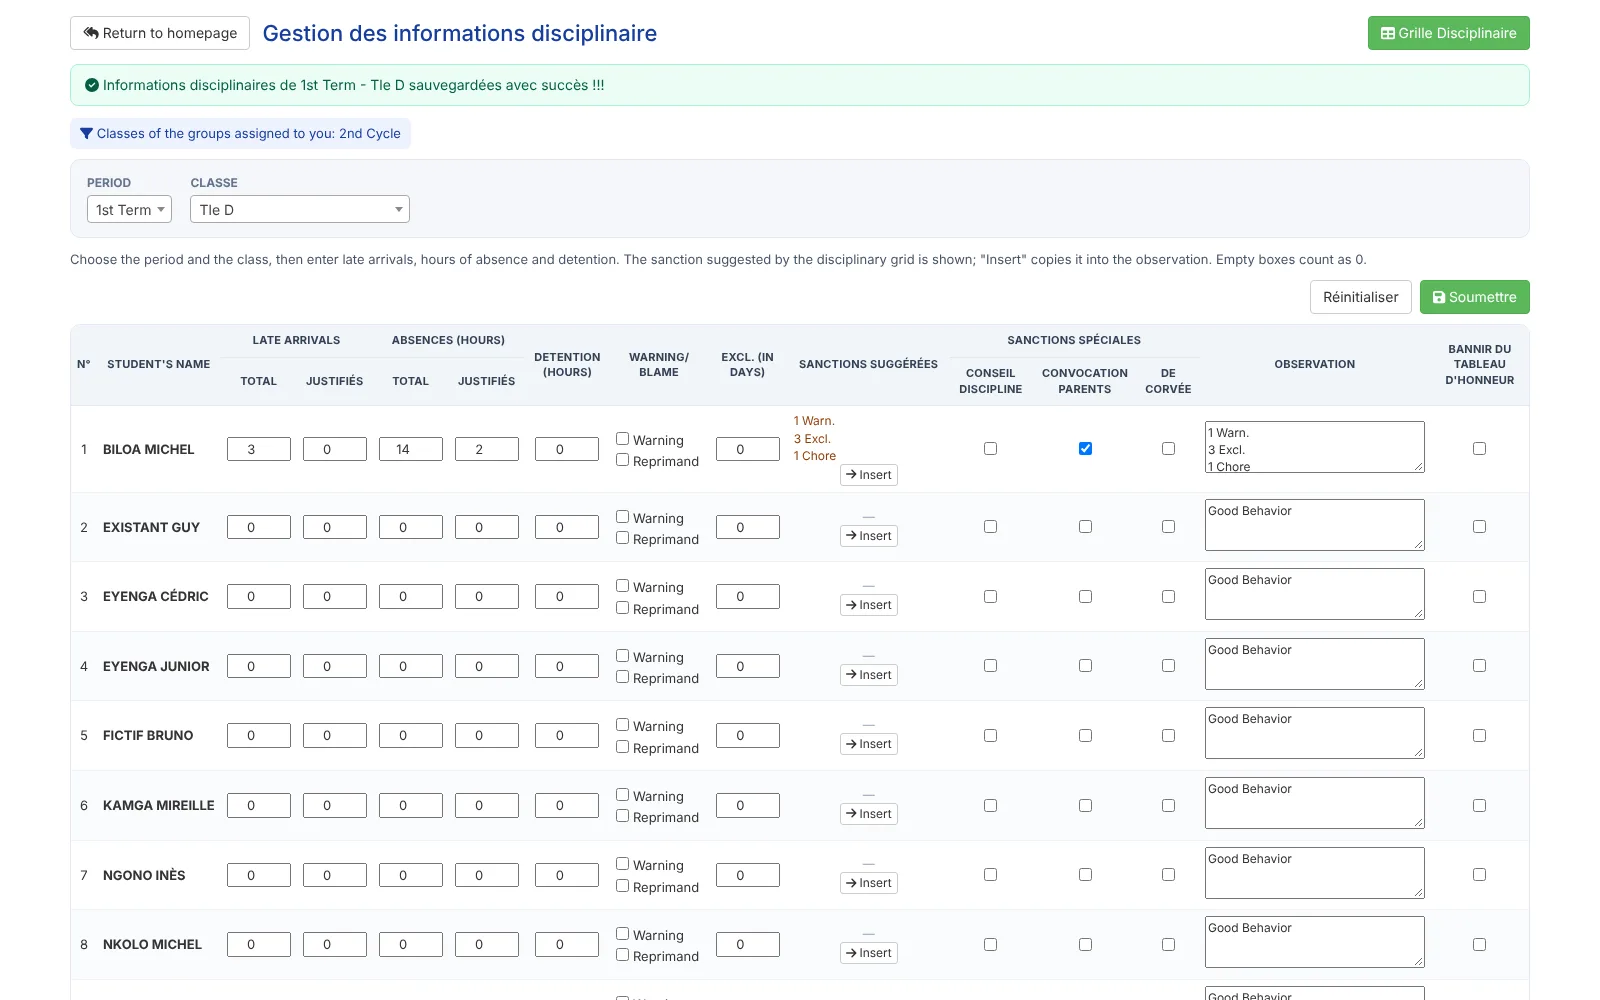 Return to homepage
Gestion des informations disciplinaire
Grille Disciplinaire
Informations disciplinaires de 1st Term - Tle D sauvegardées avec succès !!!
Classes of the groups assigned to you: 2nd Cycle
PERIOD CLASSE
1st Term Tle D
Choose the period and the class, then enter late arrivals, hours of absence and detention. The sanction suggested by the disciplinary grid is shown; "Insert" copies it into the observation. Empty boxes count as 0.
Réinitialiser Soumettre
N° STUDENT'S NAME LATE ARRIVALS ABSENCES (HOURS) DETENTION (HOURS) WARNING/ BLAME EXCL. (IN DAYS) SANCTIONS SUGGÉRÉES SANCTIONS SPÉCIALES OBSERVATION BANNIR DU TABLEAU D'HONNEUR
TOTAL JUSTIFIÉS TOTAL JUSTIFIÉS CONSEIL DISCIPLINE CONVOCATION PARENTS DE CORVÉE
1 BILOA MICHEL 3 0 14 2 0 Warning Reprimand 0 1 Warn. 3 Excl. 1 Chore Insert 1 Warn. 3 Excl. 1 Chore
2 EXISTANT GUY 0 0 0 0 0 Warning Reprimand 0 — Insert Good Behavior
3 EYENGA CÉDRIC 0 0 0 0 0 Warning Reprimand 0 — Insert Good Behavior
4 EYENGA JUNIOR 0 0 0 0 0 Warning Reprimand 0 — Insert Good Behavior
5 FICTIF BRUNO 0 0 0 0 0 Warning Reprimand 0 — Insert Good Behavior
6 KAMGA MIREILLE 0 0 0 0 0 Warning Reprimand 0 — Insert Good Behavior
7 NGONO INÈS 0 0 0 0 0 Warning Reprimand 0 — Insert Good Behavior
8 NKOLO MICHEL 0 0 0 0 0 Warning Reprimand 0 — Insert Good Behavior
Good Behavior